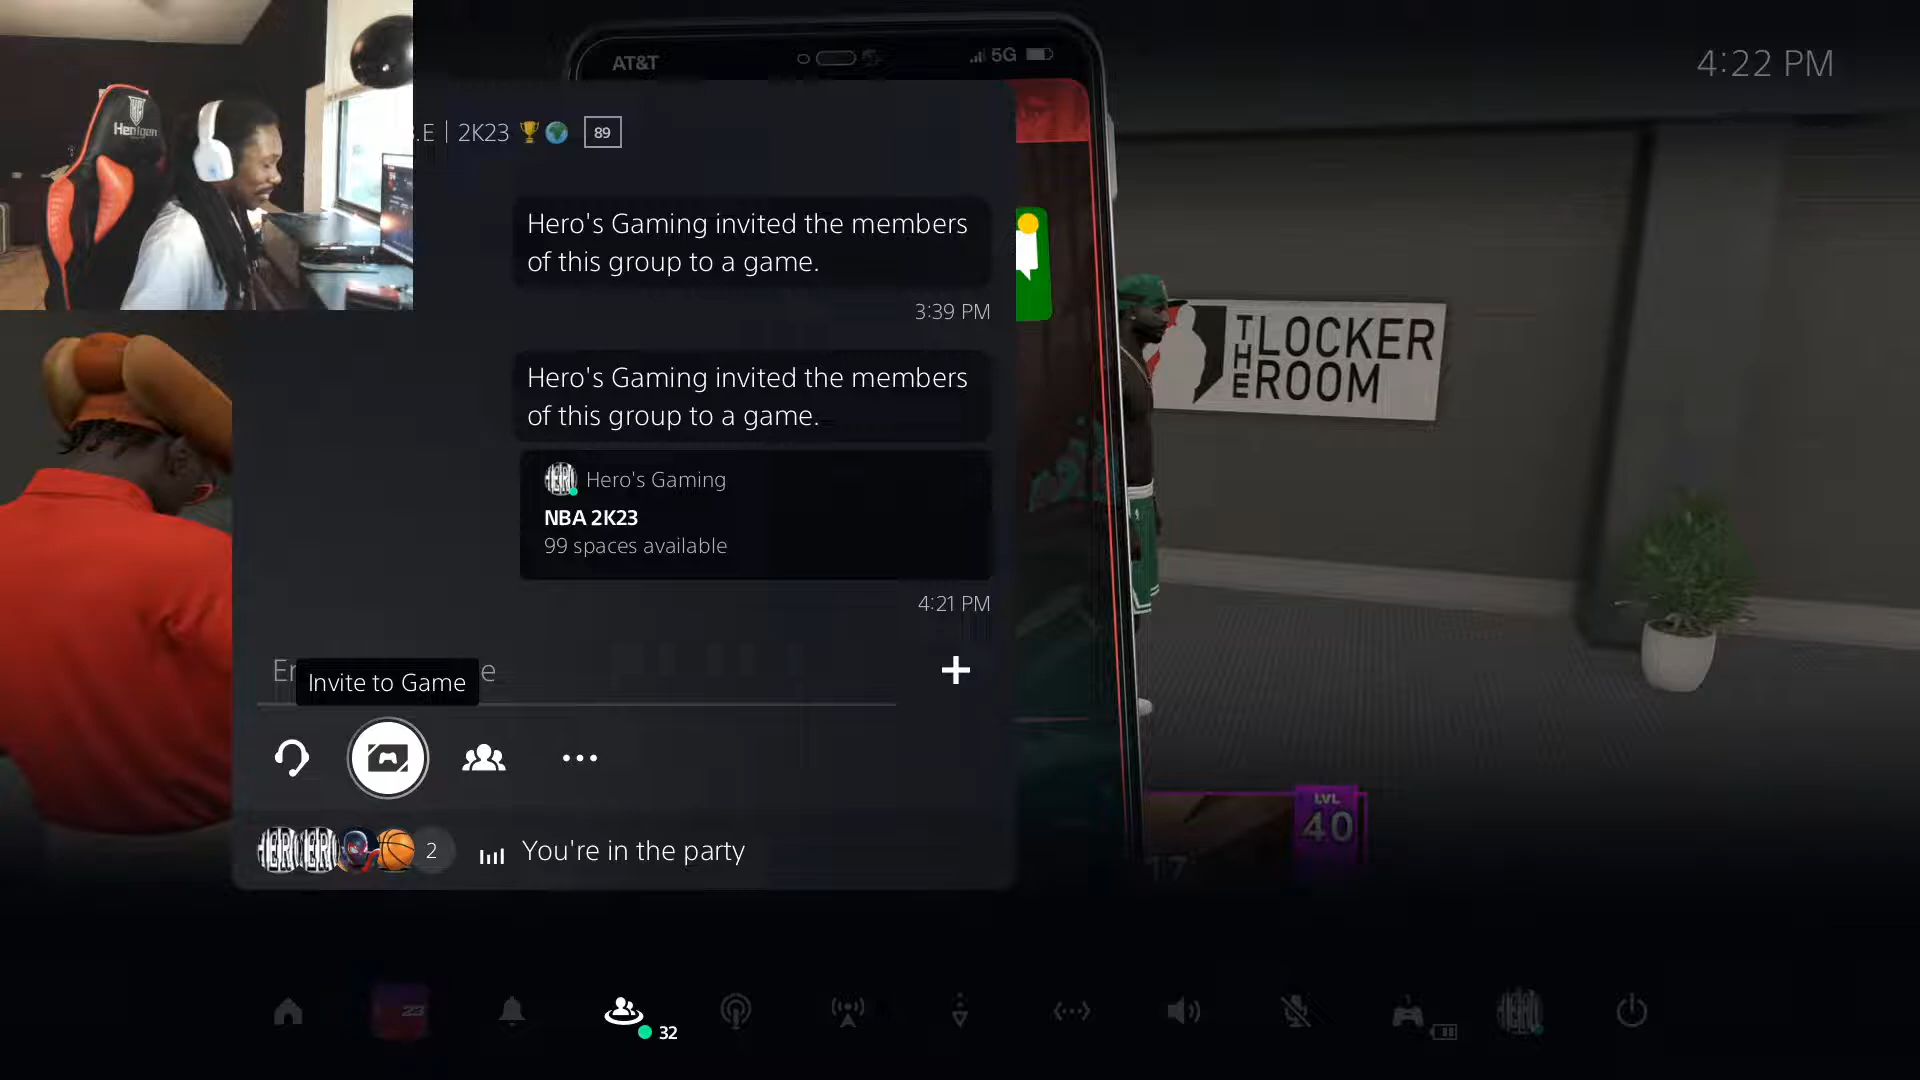 AT&T
5G
4:22 PM
.E | 2K23
89
Hero's Gaming invited the members
of this group to a game.
3:39 PM
Hero's Gaming invited the members
of this group to a game.
Hero's Gaming
NBA 2K23
99 spaces available
4:21 PM
THE LOCKER ROOM
Invite to Game
LVL
40
17
2
You're in the party
23
32